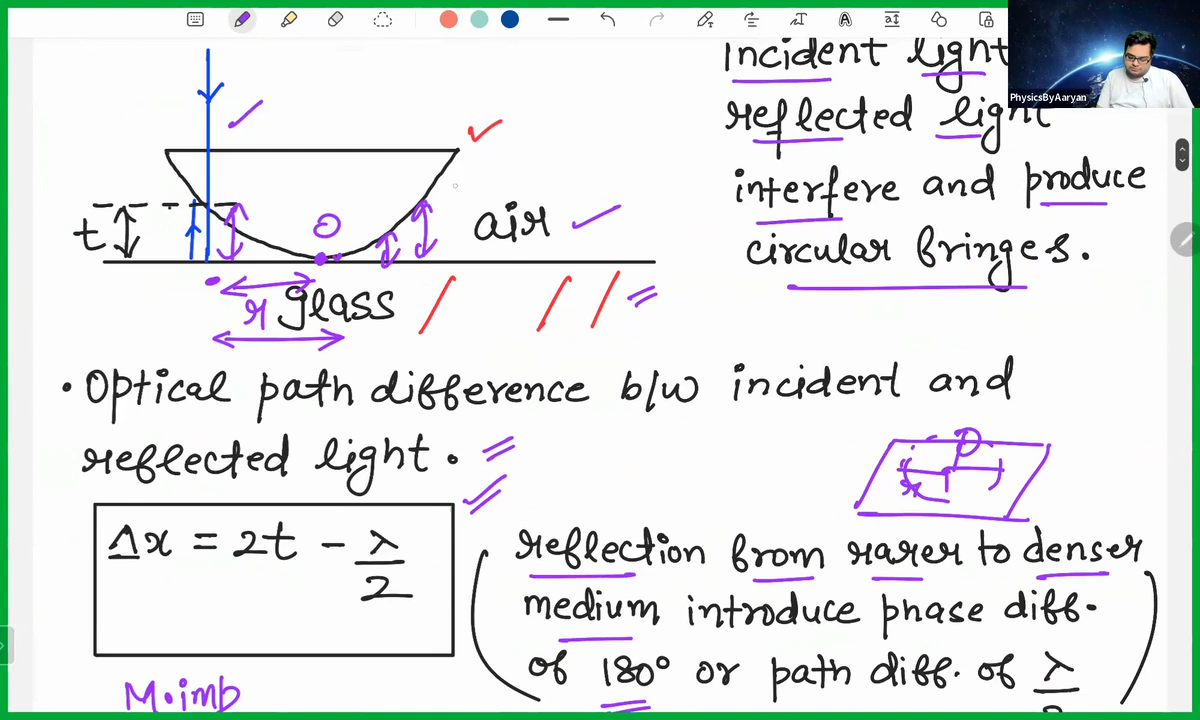 Incident light
reflected light
interfere and produce
circular fringes.
PhysicsByAaryan
t
O
air
r
glass
• Optical path difference b/w incident and
reflected light.
Δx = 2t - λ/2
D
r
(reflection from rarer to denser
medium introduce phase diff.
of 180° or path diff. of λ/2)
M.imp